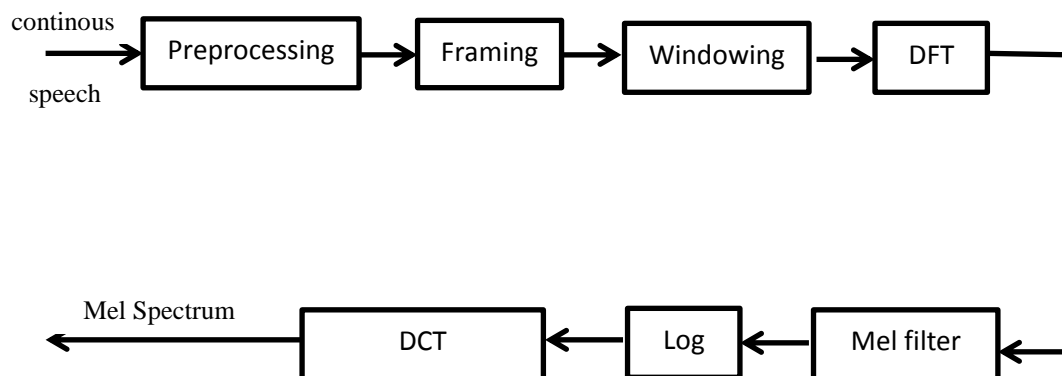 continous
speech
Preprocessing
Framing
Windowing
DFT
Mel Spectrum
DCT
Log
Mel filter